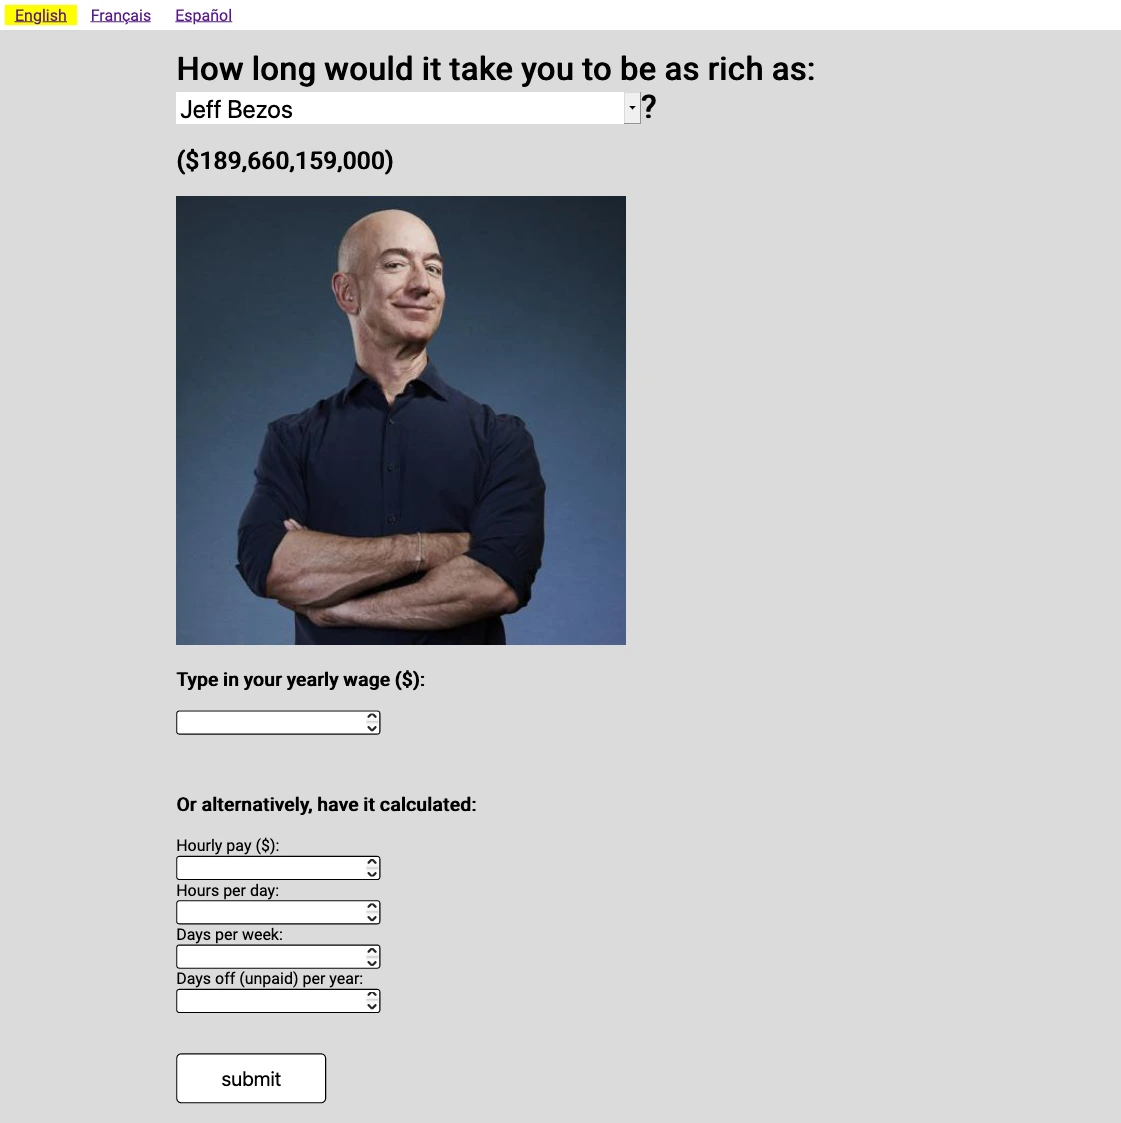 English Français Español
How long would it take you to be as rich as:
Jeff Bezos ?
($189,660,159,000)
Type in your yearly wage ($):
Or alternatively, have it calculated:
Hourly pay ($):
Hours per day:
Days per week:
Days off (unpaid) per year:
submit